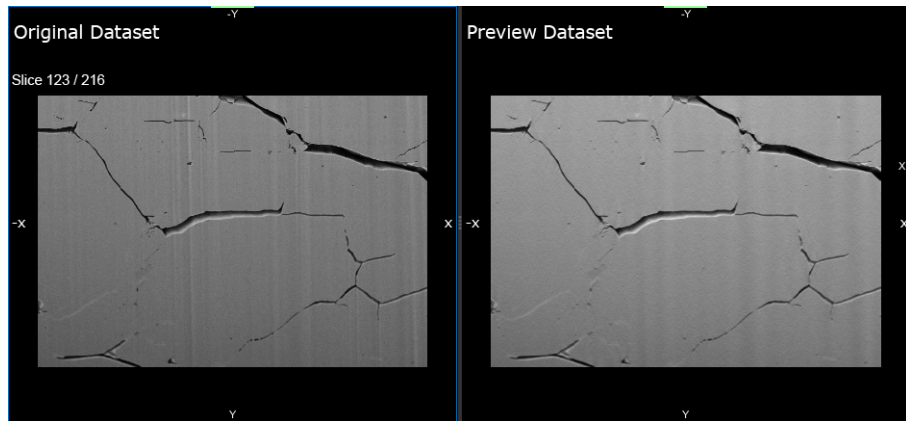 -Y
-Y
Original Dataset
Preview Dataset
Slice 123 / 216
x
-x
x
-x
x
Y
Y